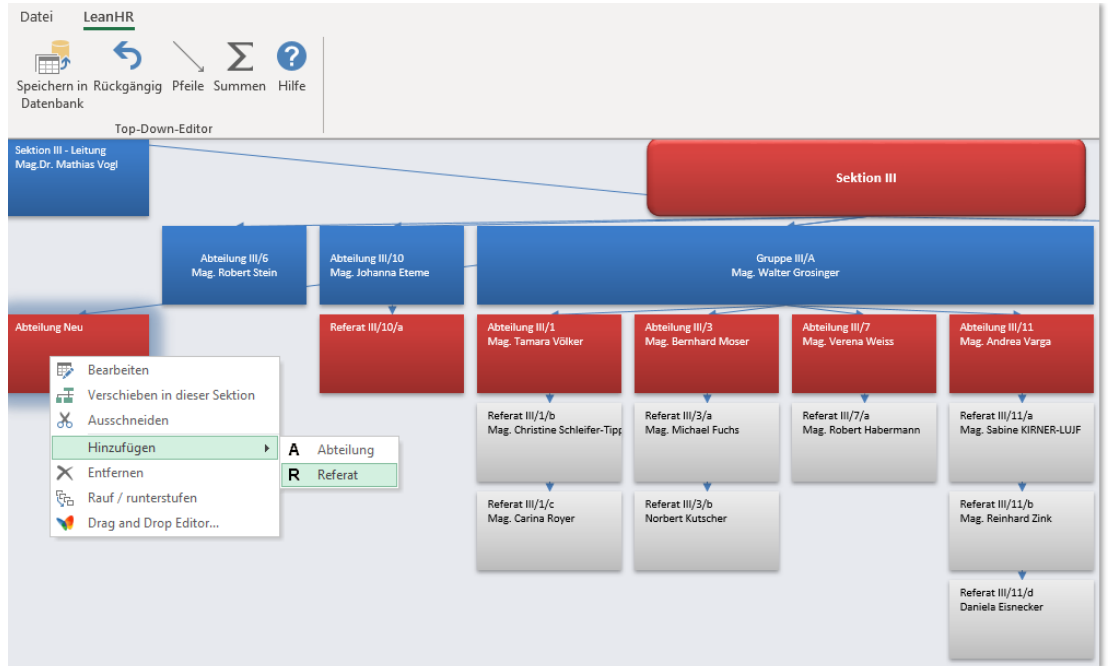 Datei LeanHR
Speichern in Datenbank
Rückgängig
Pfeile
Summen
Hilfe
Top-Down-Editor
Sektion III - Leitung
Mag.Dr. Mathias Vogl
Sektion III
Abteilung III/6
Mag. Robert Stein
Abteilung III/10
Mag. Johanna Eteme
Gruppe III/A
Mag. Walter Grosinger
Abteilung Neu
Referat III/10/a
Abteilung III/1
Mag. Tamara Völker
Abteilung III/3
Mag. Bernhard Moser
Abteilung III/7
Mag. Verena Weiss
Abteilung III/11
Mag. Andrea Varga
Bearbeiten
Verschieben in dieser Sektion
Ausschneiden
Hinzufügen
Entfernen
Rauf / runterstufen
Drag and Drop Editor...
A Abteilung
R Referat
Referat III/1/b
Mag. Christine Schleifer-Tipp
Referat III/3/a
Mag. Michael Fuchs
Referat III/7/a
Mag. Robert Habermann
Referat III/11/a
Mag. Sabine KIRNER-LUJF
Referat III/1/c
Mag. Carina Royer
Referat III/3/b
Norbert Kutscher
Referat III/11/b
Mag. Reinhard Zink
Referat III/11/d
Daniela Eisnecker